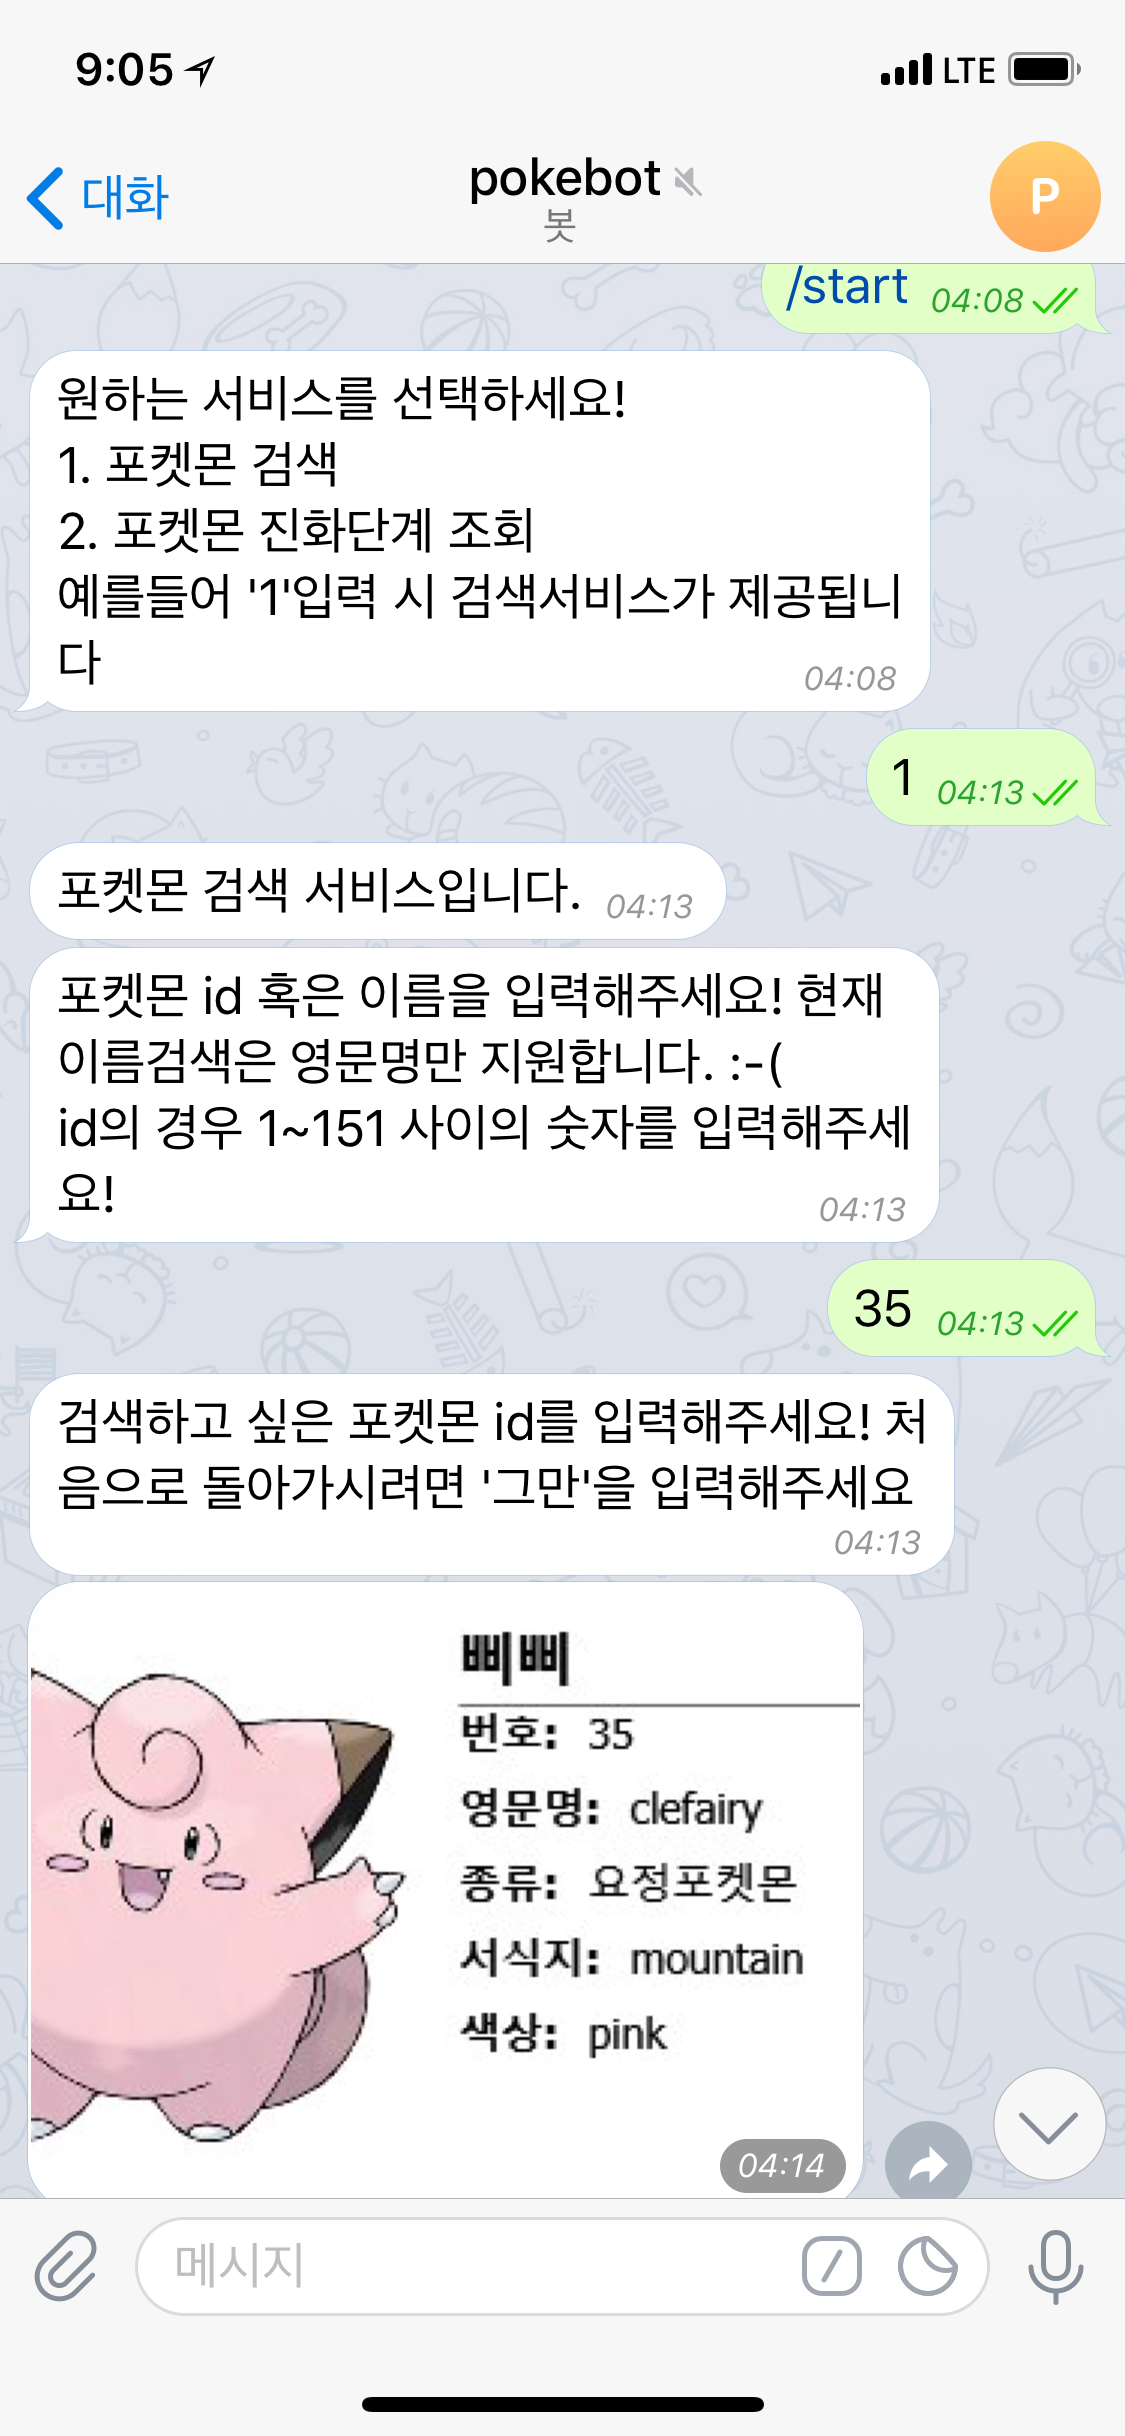 9:05
LTE
대화
pokebot
봇
P
/start 04:08
원하는 서비스를 선택하세요!
1. 포켓몬 검색
2. 포켓몬 진화단계 조회
예를들어 '1'입력 시 검색서비스가 제공됩니
다
04:08
1 04:13
포켓몬 검색 서비스입니다. 04:13
포켓몬 id 혹은 이름을 입력해주세요! 현재
이름검색은 영문명만 지원합니다. :-(
id의 경우 1~151 사이의 숫자를 입력해주세
요!
04:13
35 04:13
검색하고 싶은 포켓몬 id를 입력해주세요! 처
음으로 돌아가시려면 '그만'을 입력해주세요
04:13
삐삐
번호: 35
영문명: clefairy
종류: 요정포켓몬
서식지: mountain
색상: pink
04:14
메시지